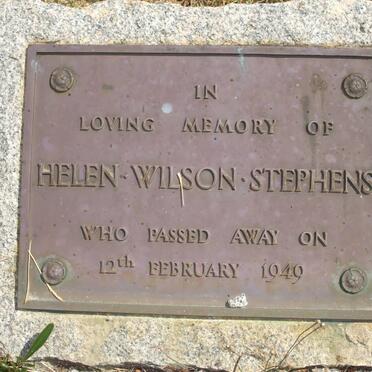 IN
LOVING MEMORY OF
HELEN · WILSON · STEPHENS
WHO PASSED AWAY ON
12th FEBRUARY 1949